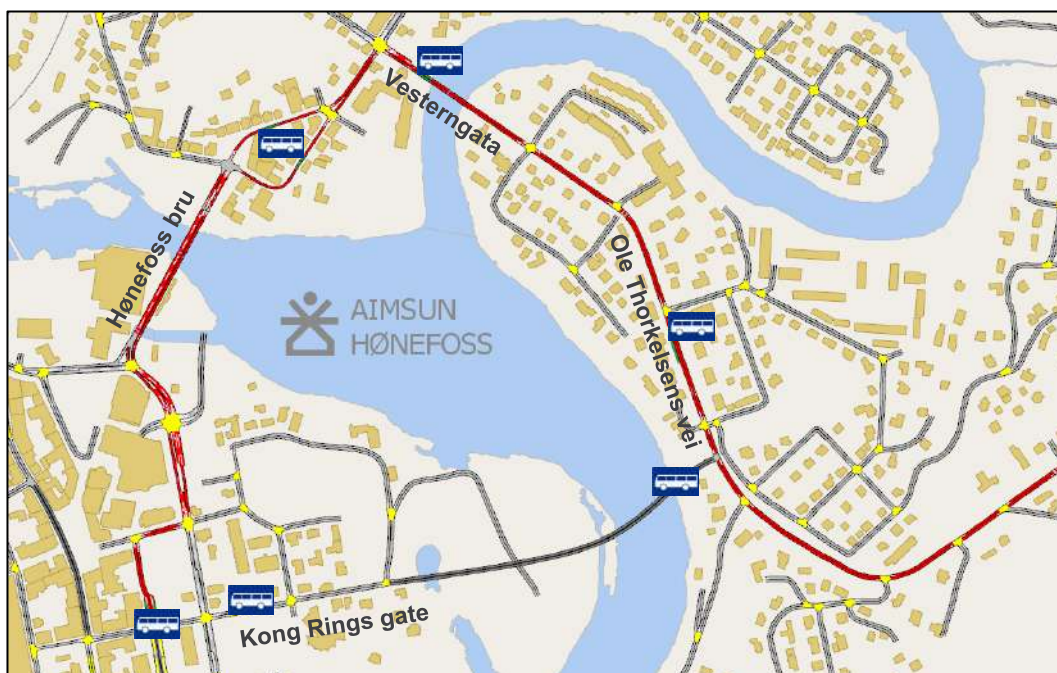 Vesterngata
Hønefoss bru
Ole Thorkelsens vei
AIMSUN
HØNEFOSS
Kong Rings gate